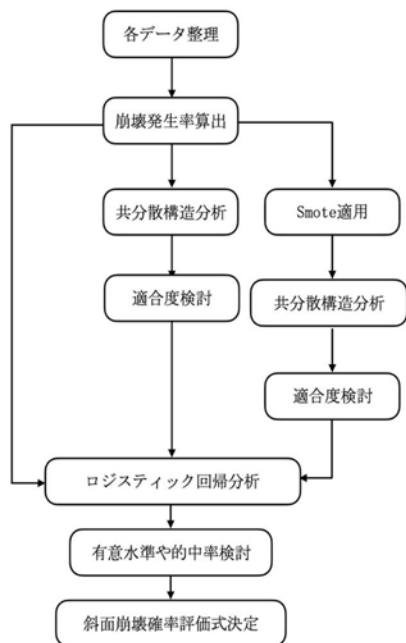 各データ整理
崩壊発生率算出
共分散構造分析
Smote適用
適合度検討
共分散構造分析
適合度検討
ロジスティック回帰分析
有意水準や的中率検討
斜面崩壊確率評価式決定